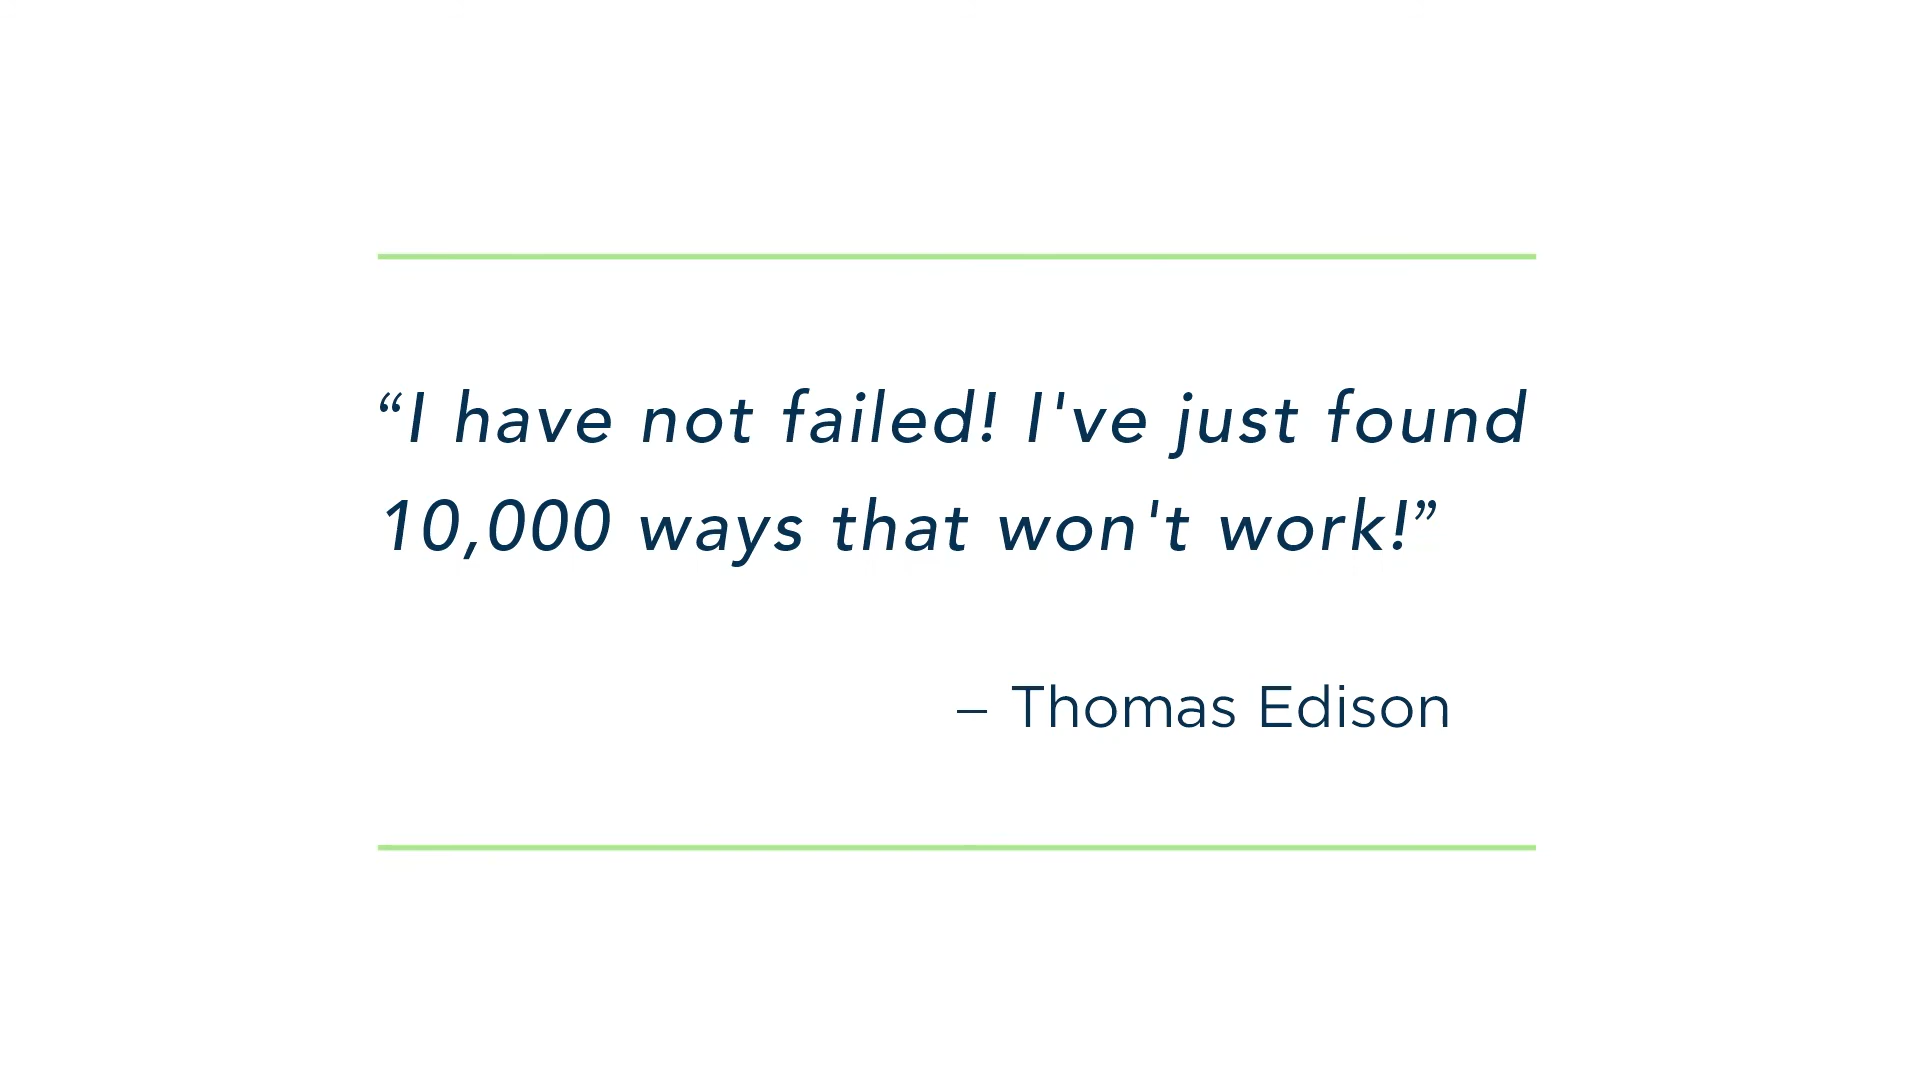 “I have not failed! I've just found
10,000 ways that won't work!”
– Thomas Edison